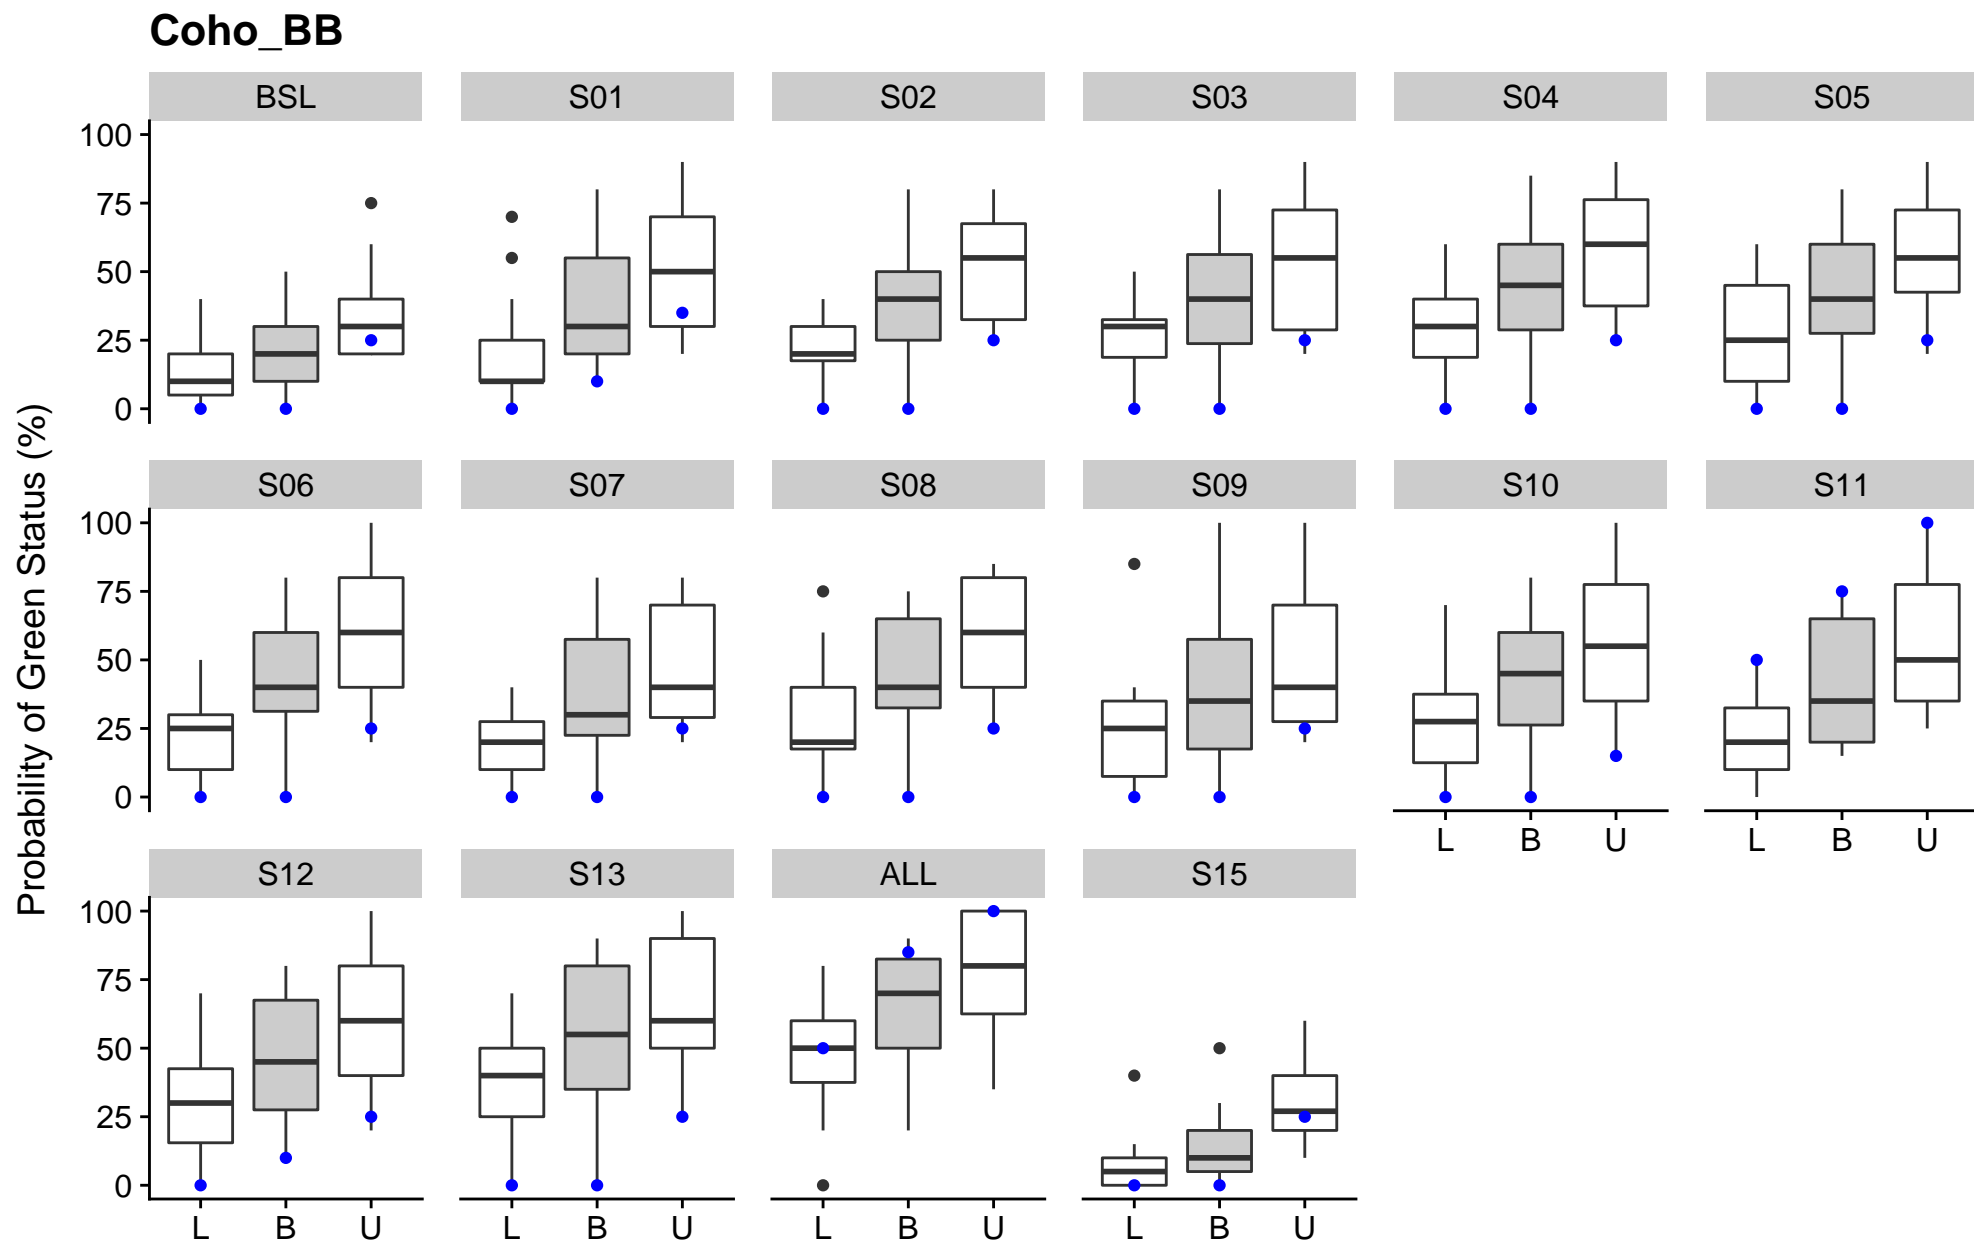 Coho_BB
BSL S01 S02 S03 S04 S05
100
75
50
25
0
S06 S07 S08 S09 S10 S11
100
75
50
25
0
L B U L B U
S12 S13 ALL S15
100
75
50
25
0
L B U L B U L B U L B U
Probability of Green Status (%)